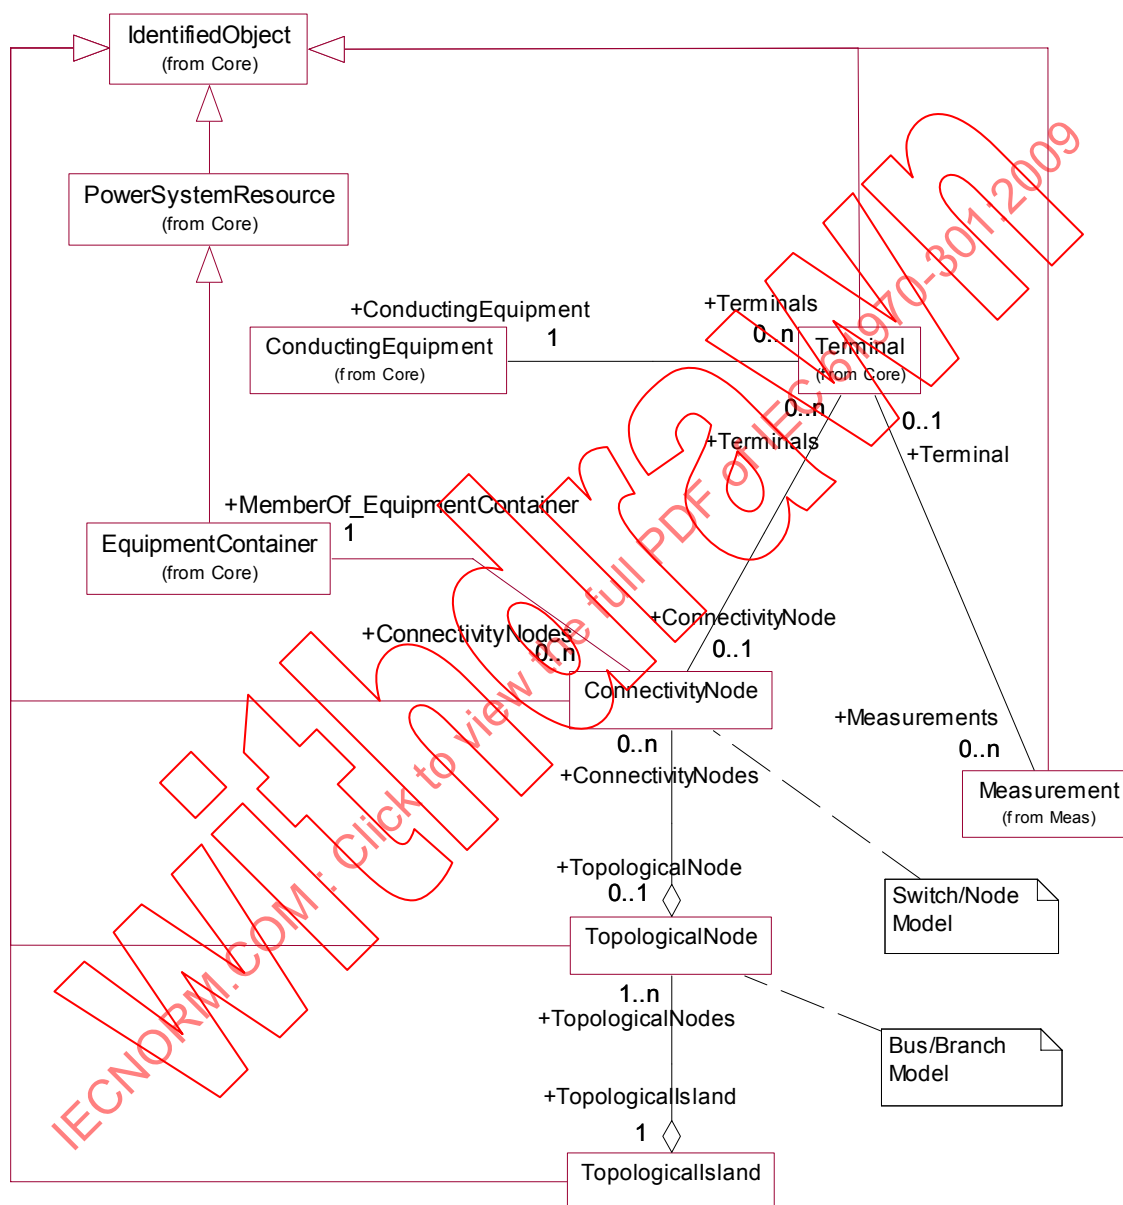 IdentifiedObject
(from Core)
PowerSystemResource
(from Core)
+ConductingEquipment
1
+Terminals
0..n
ConductingEquipment
(from Core)
Terminal
(from Core)
0..n
+Terminals
0..1
+Terminal
+MemberOf_EquipmentContainer
1
EquipmentContainer
(from Core)
+ConnectivityNodes
0..n
+ConnectivityNode
0..1
ConnectivityNode
0..n
+ConnectivityNodes
+Measurements
0..n
Measurement
(from Meas)
+TopologicalNode
0..1
Switch/Node
Model
TopologicalNode
1..n
+TopologicalNodes
Bus/Branch
Model
+TopologicalIsland
1
TopologicalIsland
Withdrawn
IECNORM.COM : Click to view the full PDF of IEC 61970-301:2009